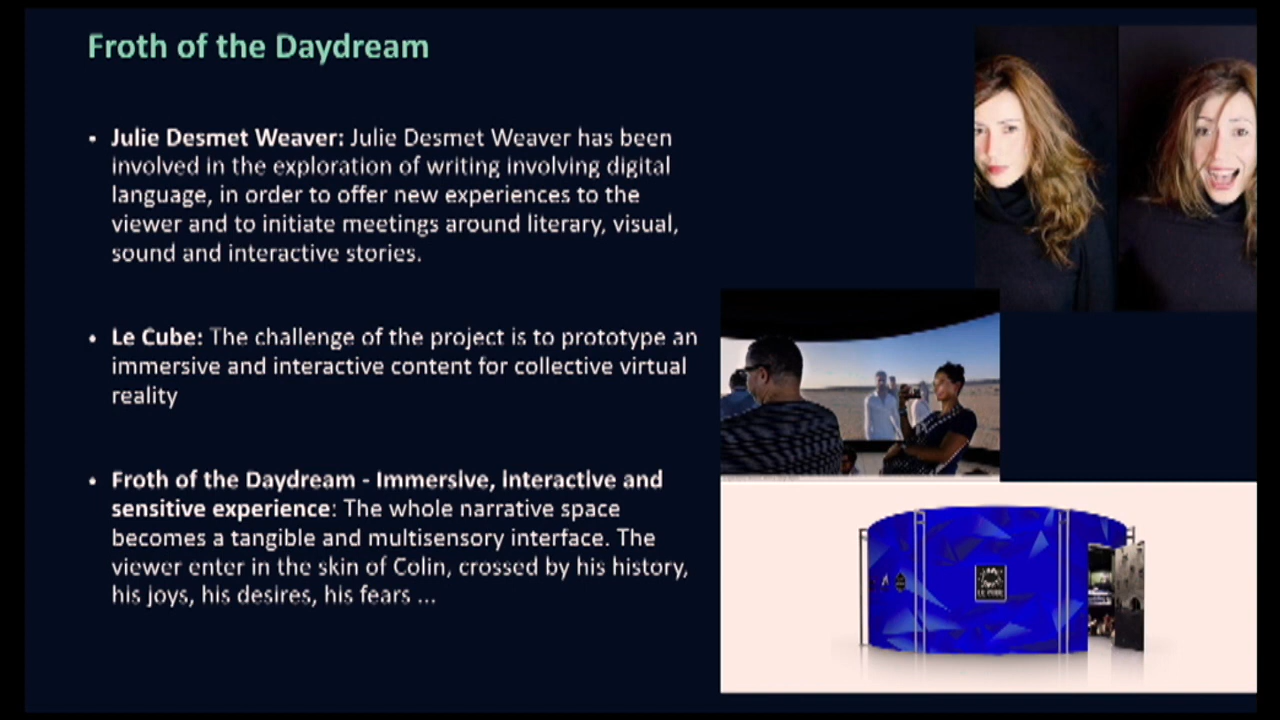 Froth of the Daydream
• Julie Desmet Weaver: Julie Desmet Weaver has been
involved in the exploration of writing involving digital
language, in order to offer new experiences to the
viewer and to initiate meetings around literary, visual,
sound and interactive stories.
• Le Cube: The challenge of the project is to prototype an
immersive and interactive content for collective virtual
reality
• Froth of the Daydream - Immersive, interactive and
sensitive experience: The whole narrative space
becomes a tangible and multisensory interface. The
viewer enter in the skin of Colin, crossed by his history,
his joys, his desires, his fears ...
LE CUBE